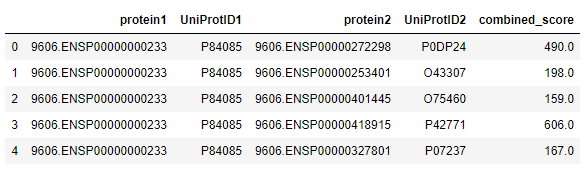 protein1 UniProtID1 protein2 UniProtID2 combined_score
0 9606.ENSP00000000233 P84085 9606.ENSP00000272298 P0DP24 490.0
1 9606.ENSP00000000233 P84085 9606.ENSP00000253401 O43307 198.0
2 9606.ENSP00000000233 P84085 9606.ENSP00000401445 O75460 159.0
3 9606.ENSP00000000233 P84085 9606.ENSP00000418915 P42771 606.0
4 9606.ENSP00000000233 P84085 9606.ENSP00000327801 P07237 167.0